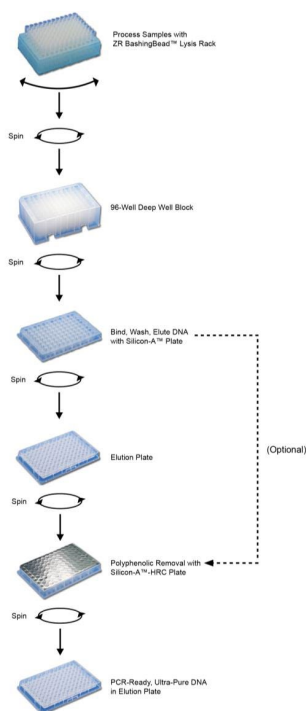 Process Samples with
ZR BashingBead™ Lysis Rack
Spin
96-Well Deep Well Block
Spin
Bind, Wash, Elute DNA
with Silicon-A™ Plate
Spin
(Optional)
Elution Plate
Spin
Polyphenolic Removal with
Silicon-A™-HRC Plate
Spin
PCR-Ready, Ultra-Pure DNA
in Elution Plate